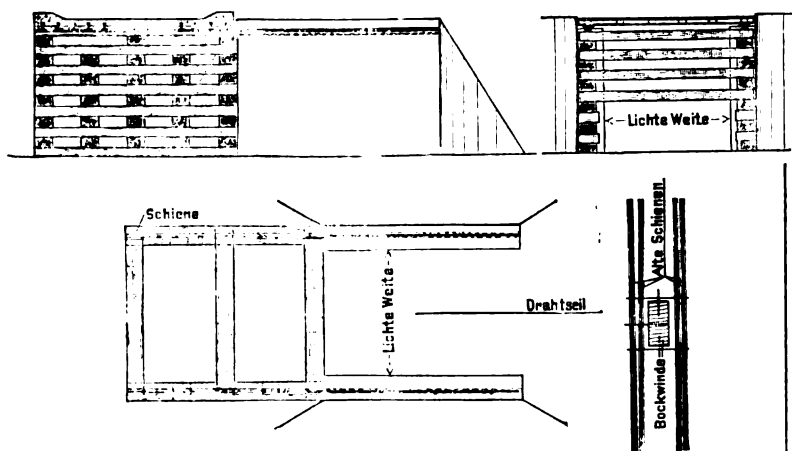 Lichte Weite
Schiene
Lichte Weite
Drahtseil
Alte Schienen
Bockwinde